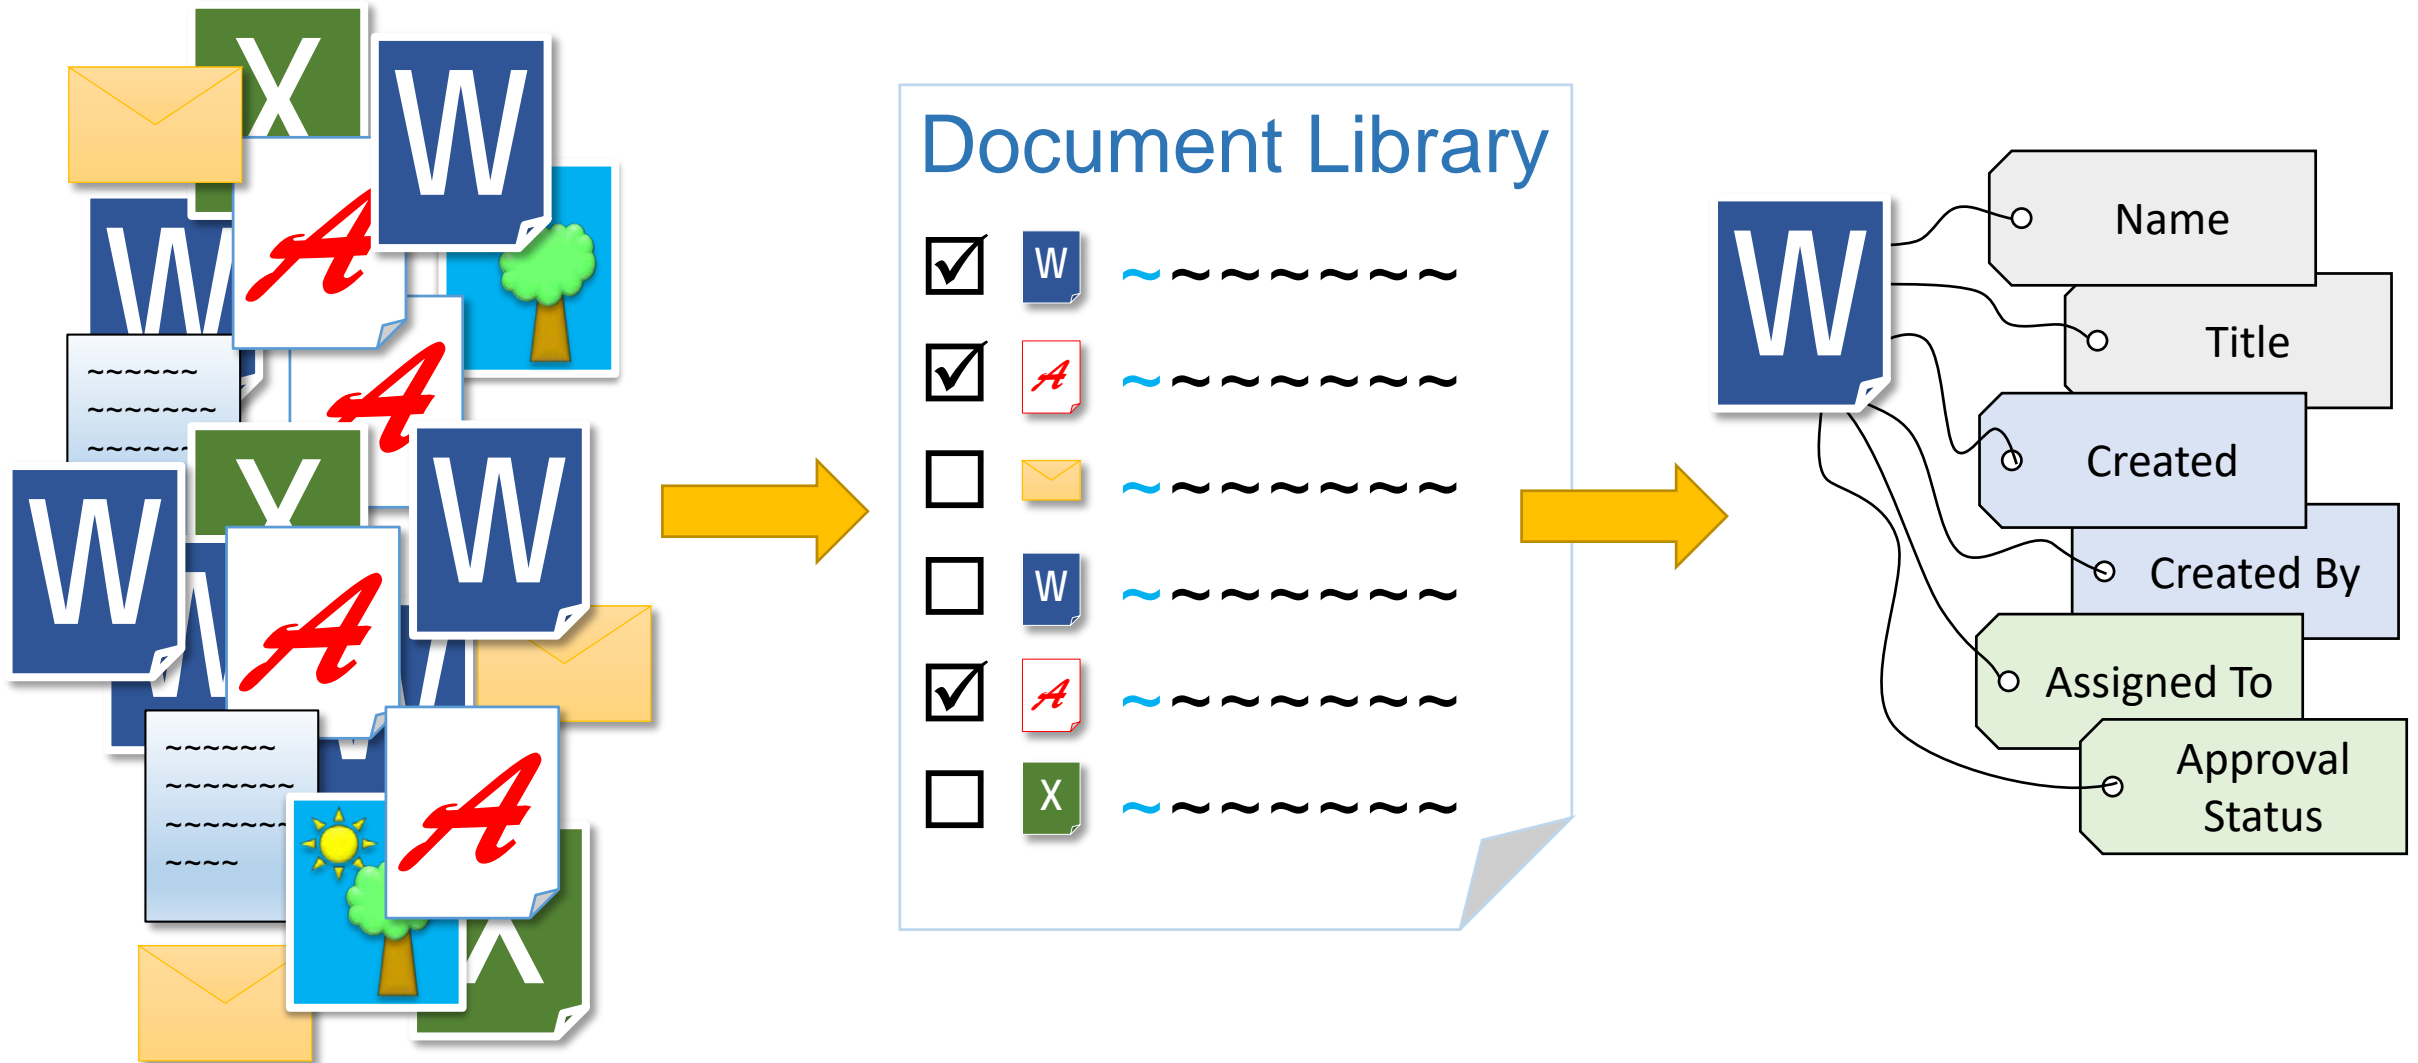 X
W
A
W
A
X
W
W
A
W
W
W
A
X
Document Library
W
A
W
A
X
W
Name
Title
Created
Created By
Assigned To
Approval
Status